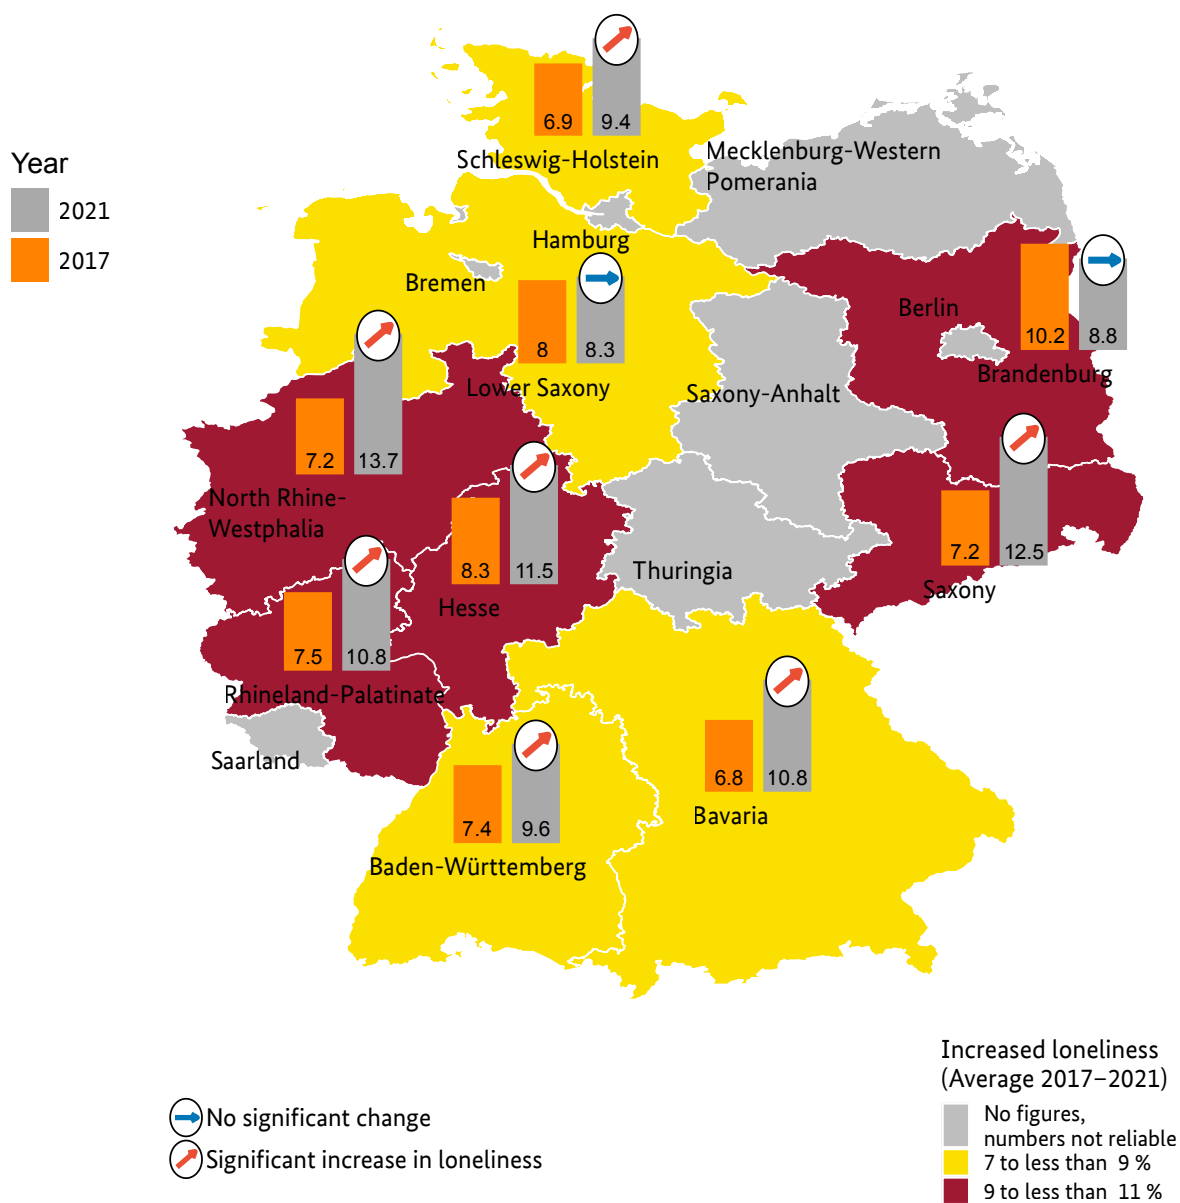 6.9
9.4
Schleswig-Holstein
Mecklenburg-Western
Pomerania
Year
2021
2017
Hamburg
Bremen
8
8.3
Lower Saxony
Berlin
10.2
8.8
Brandenburg
Saxony-Anhalt
7.2
13.7
North Rhine-
Westphalia
8.3
11.5
Hesse
7.2
12.5
Saxony
Thuringia
7.5
10.8
Rhineland-Palatinate
Saarland
6.8
10.8
Bavaria
7.4
9.6
Baden-Württemberg
No significant change
Significant increase in loneliness
Increased loneliness
(Average 2017–2021)
No figures,
numbers not reliable
7 to less than 9 %
9 to less than 11 %